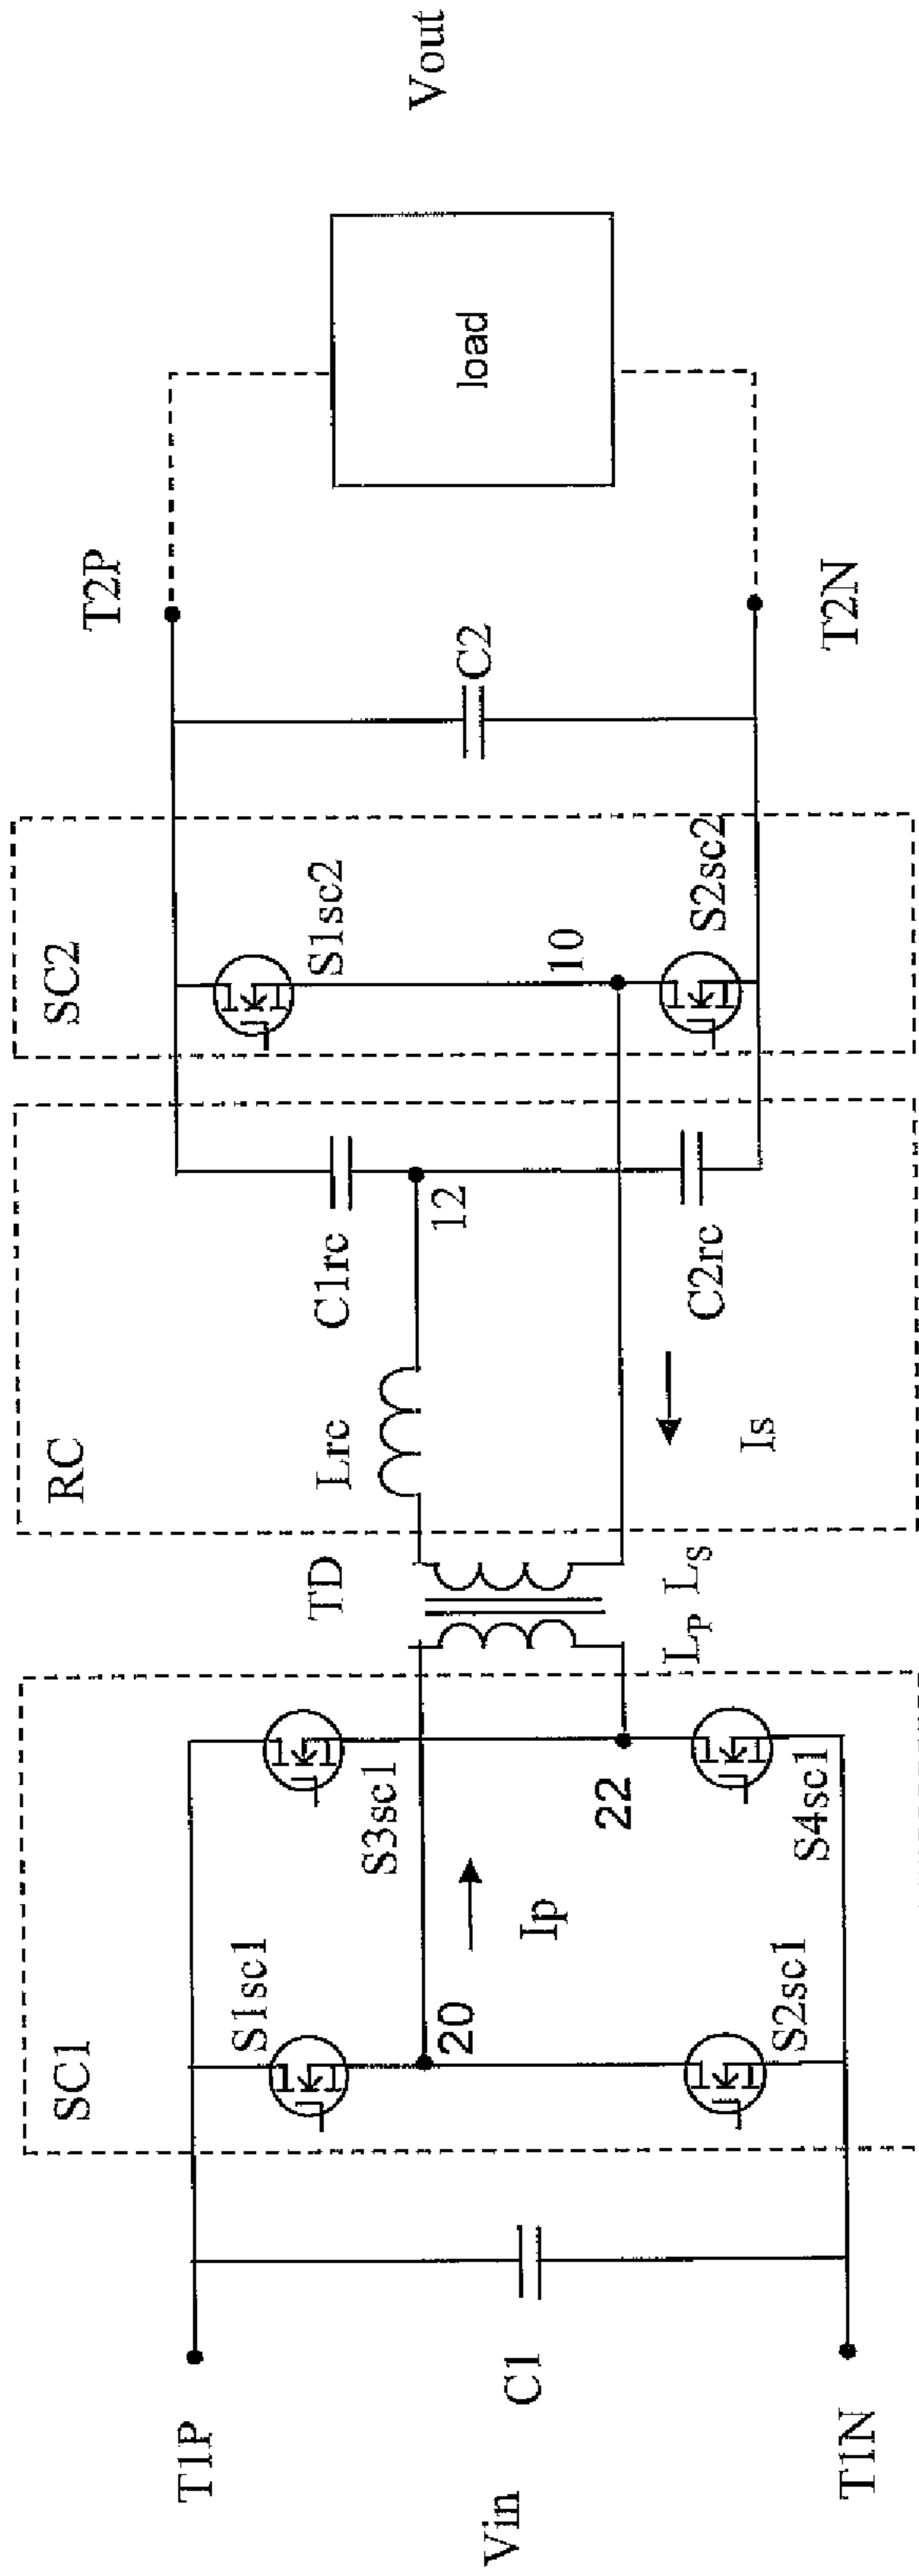 Vin
T1P
T1N
C1
SC1
S1sc1
S2sc1
20
Ip
S3sc1
22
S4sc1
TD
LP LS
RC
Lrc
Is
C1rc
12
C2rc
SC2
S1sc2
10
S2sc2
C2
T2P
T2N
load
Vout